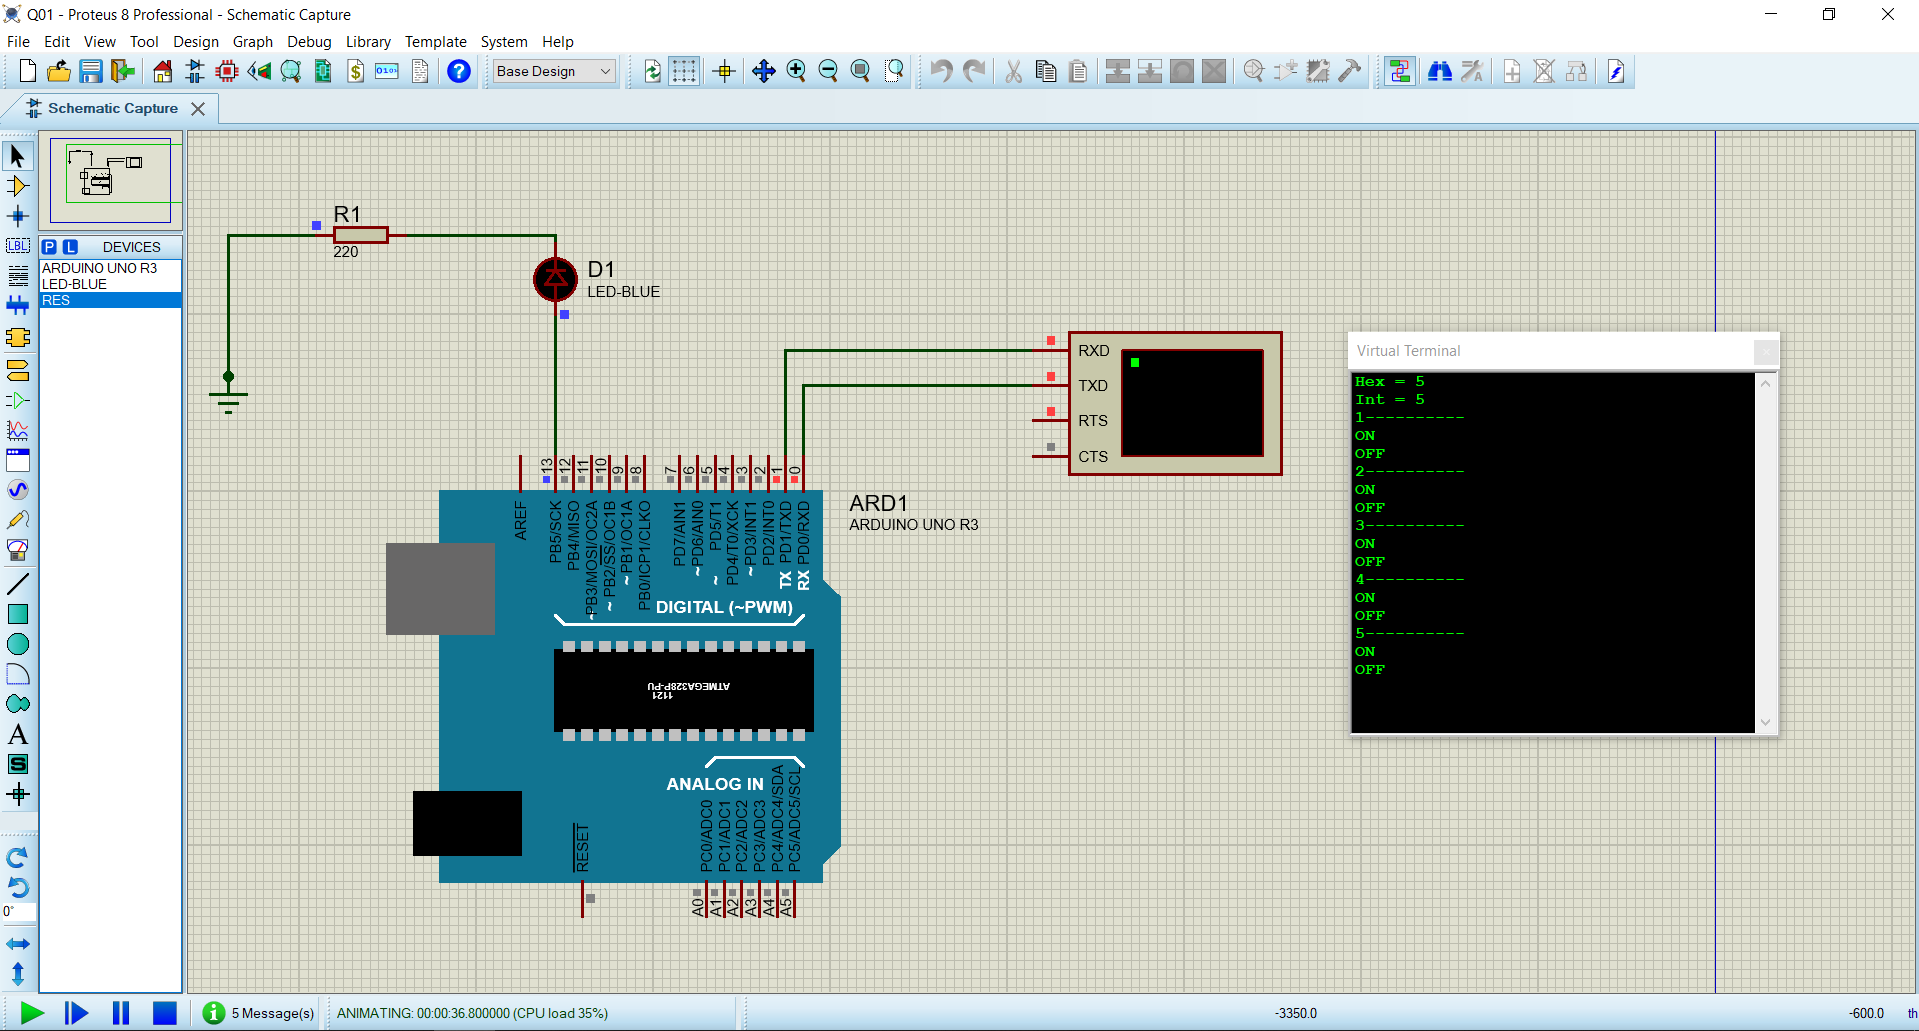 Q01 - Proteus 8 Professional - Schematic Capture
File Edit View Tool Design Graph Debug Library Template System Help
Base Design
Schematic Capture
P L DEVICES
ARDUINO UNO R3
LED-BLUE
RES
LBL
A
S
0°
R1
220
D1
LED-BLUE
RXD
TXD
RTS
CTS
Virtual Terminal
Hex = 5
Int = 5
1----------
ON
OFF
2----------
ON
OFF
3----------
ON
OFF
4----------
ON
OFF
5----------
ON
OFF
13 12 11 10 9 8 7 6 5 4 3 2 1 0
ARD1
ARDUINO UNO R3
AREF
PB5/SCK
PB4/MISO
~PB3/MOSI/OC2A
~PB2/SS/OC1B
~PB1/OC1A
PB0/ICP1/CLKO
PD7/AIN1
~PD6/AIN0
~PD5/T1
PD4/T0/XCK
~PD3/INT1
PD2/INT0
TX PD1/TXD
RX PD0/RXD
DIGITAL (~PWM)
ATMEGA328P-PU
1121
ANALOG IN
RESET
PC0/ADC0
PC1/ADC1
PC2/ADC2
PC3/ADC3
PC4/ADC4/SDA
PC5/ADC5/SCL
A0 A1 A2 A3 A4 A5
5 Message(s)
ANIMATING: 00:00:36.800000 (CPU load 35%)
-3350.0
-600.0
th